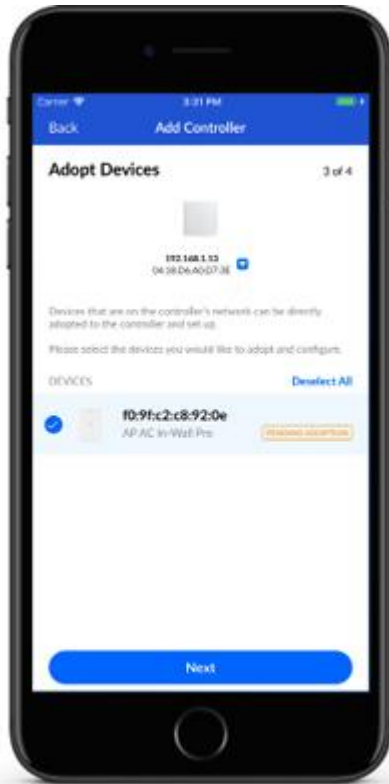 Carrier 3:31 PM
Back Add Controller
Adopt Devices 3 of 4
192.168.1.13
04:18:D6:A0:D7:3E
Devices that are on the controller's network can be directly
adopted to the controller and set up.
Please select the devices you would like to adopt and configure.
DEVICES Deselect All
f0:9f:c2:c8:92:0e
AP AC In-Wall Pro PENDING ADOPTION
Next